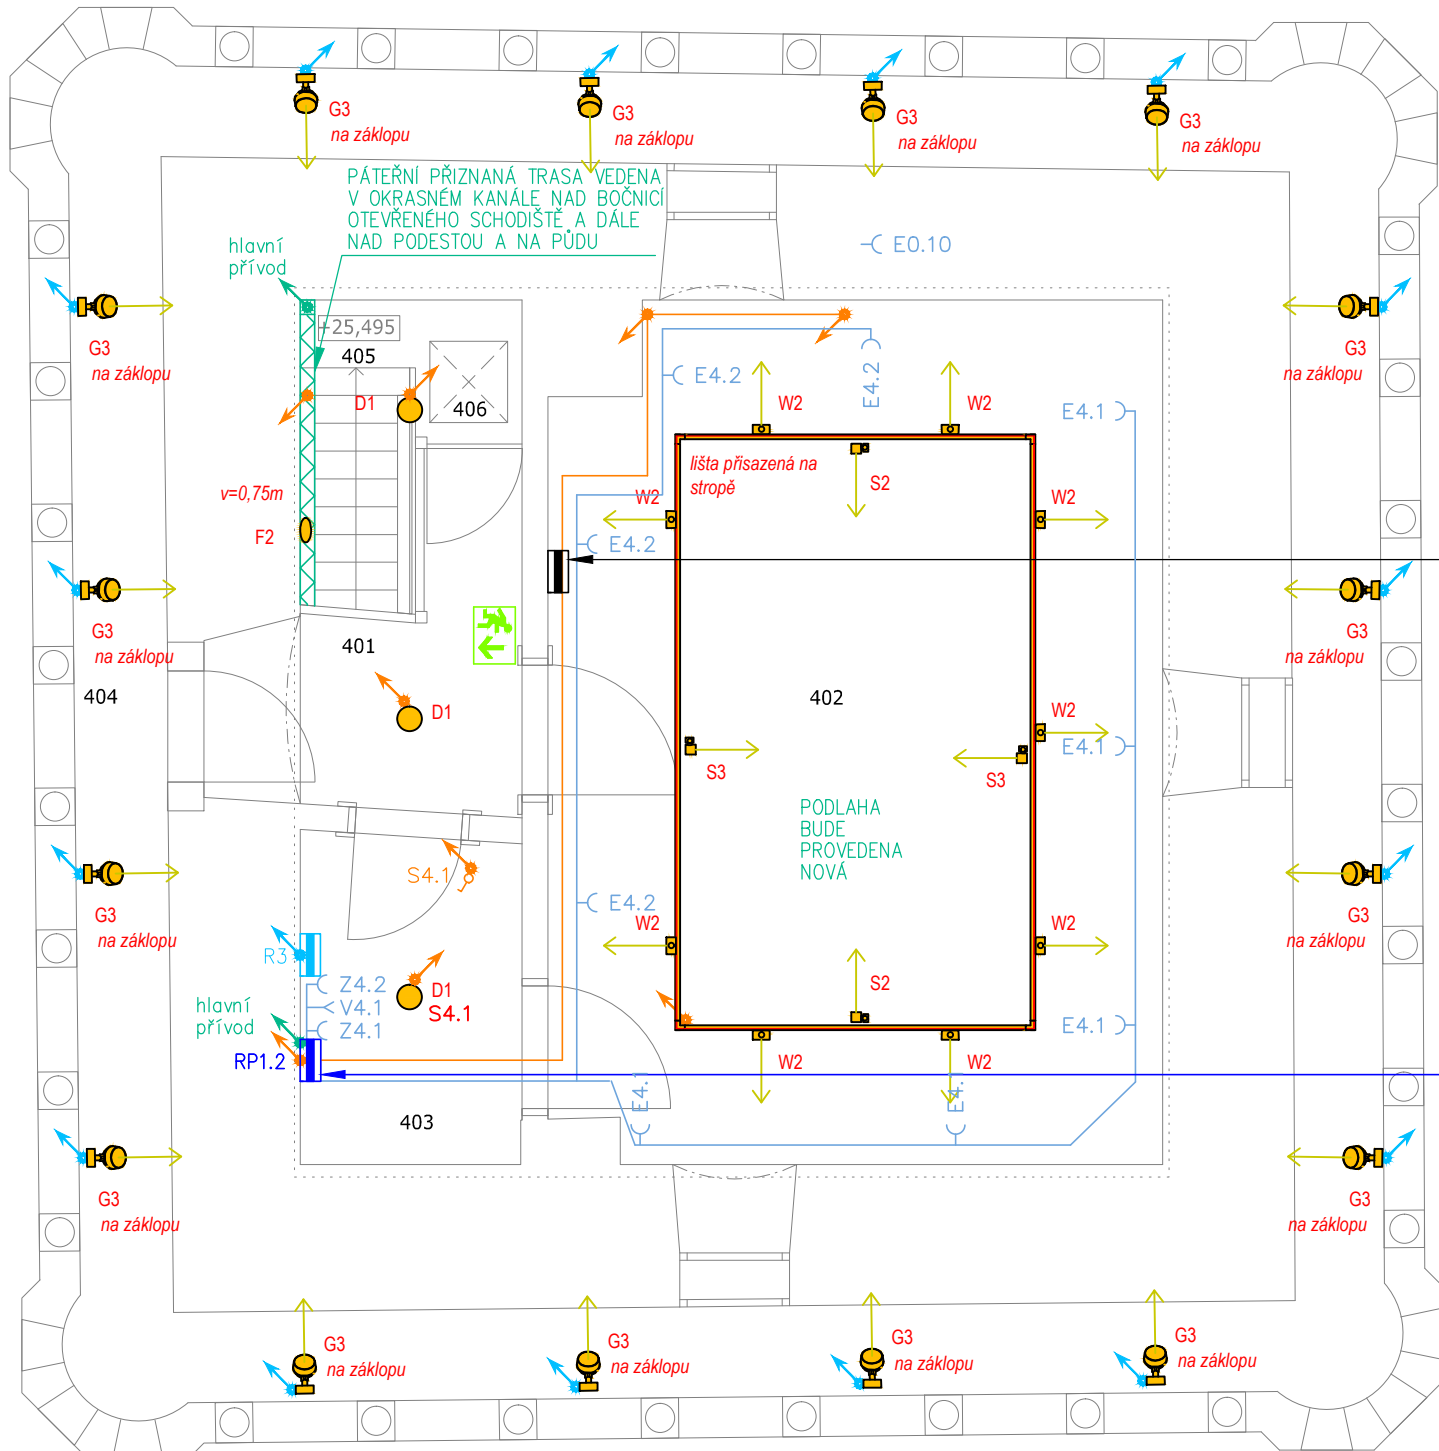 G3
na záklopu
G3
na záklopu
G3
na záklopu
G3
na záklopu
PÁTEŘNÍ PŘIZNANÁ TRASA VEDENA
V OKRASNÉM KANÁLE NAD BOČNICÍ
OTEVŘENÉHO SCHODIŠTĚ A DÁLE
NAD PODESTOU A NA PŮDU
hlavní
přívod
E0.10
G3
na záklopu
+25,495
405
D1
406
E4.2
E4.2
W2
W2
E4.1
G3
na záklopu
lišta přisazená na
stropě
S2
v=0,75m
F2
W2
W2
E4.2
G3
na záklopu
401
404
402
D1
W2
E4.1
G3
na záklopu
S3
S3
PODLAHA
BUDE
PROVEDENA
NOVÁ
S4.1
G3
na záklopu
E4.2
W2
W2
G3
na záklopu
R3
Z4.2
V4.1
Z4.1
hlavní
přívod
D1
S4.1
S2
E4.1
RP1.2
W2
W2
E4.1
E4.1
403
G3
na záklopu
G3
na záklopu
G3
na záklopu
G3
na záklopu
G3
na záklopu
G3
na záklopu